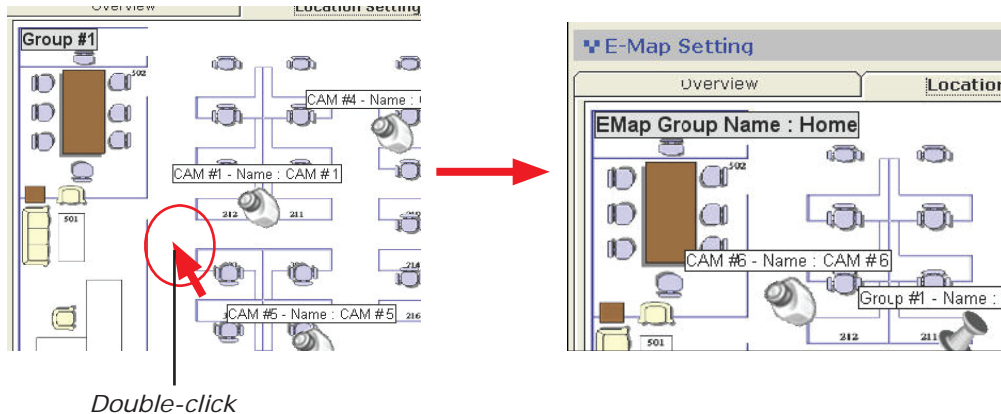 Overview
Location Setting
Group #1
502
CAM #4 - Name :
CAM #1 - Name : CAM #1
212
211
501
214
CAM #5 - Name : CAM #5
216
Double-click
E-Map Setting
Overview
Location
EMap Group Name : Home
502
CAM #6 - Name : CAM #6
Group #1 - Name :
212
211
501